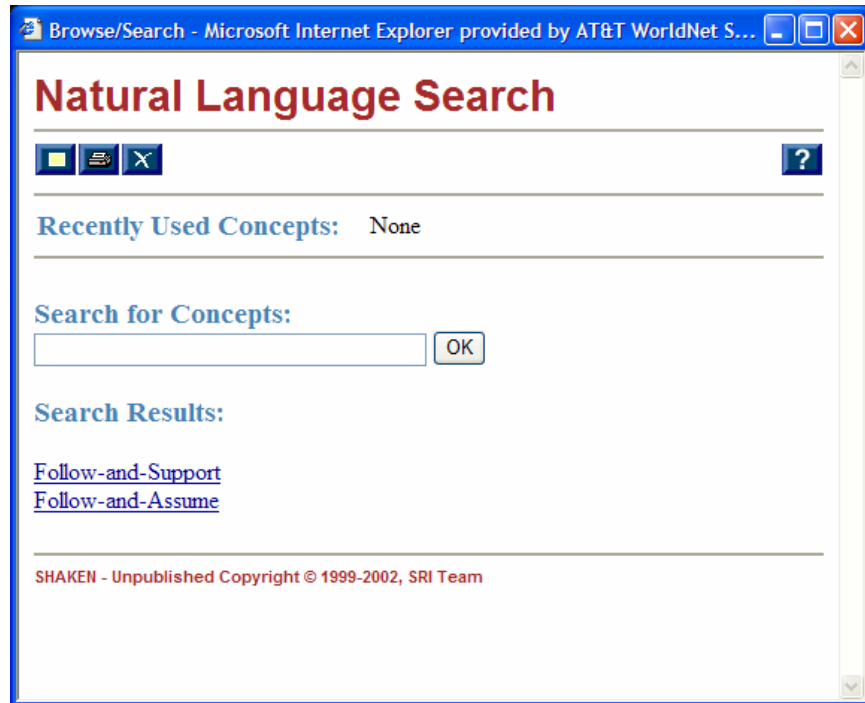 Browse/Search - Microsoft Internet Explorer provided by AT&T WorldNet S...
Natural Language Search
?
Recently Used Concepts: None
Search for Concepts:
OK
Search Results:
Follow-and-Support
Follow-and-Assume
SHAKEN - Unpublished Copyright © 1999-2002, SRI Team